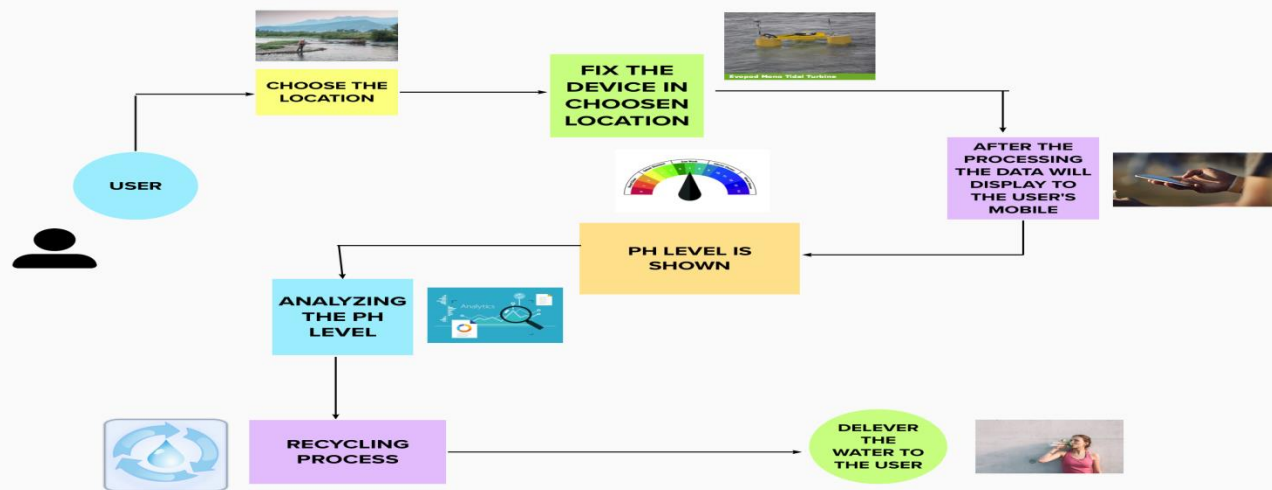 CHOOSE THE
LOCATION
FIX THE
DEVICE IN
CHOOSEN
LOCATION
Evopod Mono Tidal Turbine
USER
AFTER THE
PROCESSING
THE DATA WILL
DISPLAY TO
THE USER'S
MOBILE
PH LEVEL IS
SHOWN
ANALYZING
THE PH
LEVEL
Analytics
RECYCLING
PROCESS
DELEVER
THE
WATER TO
THE USER